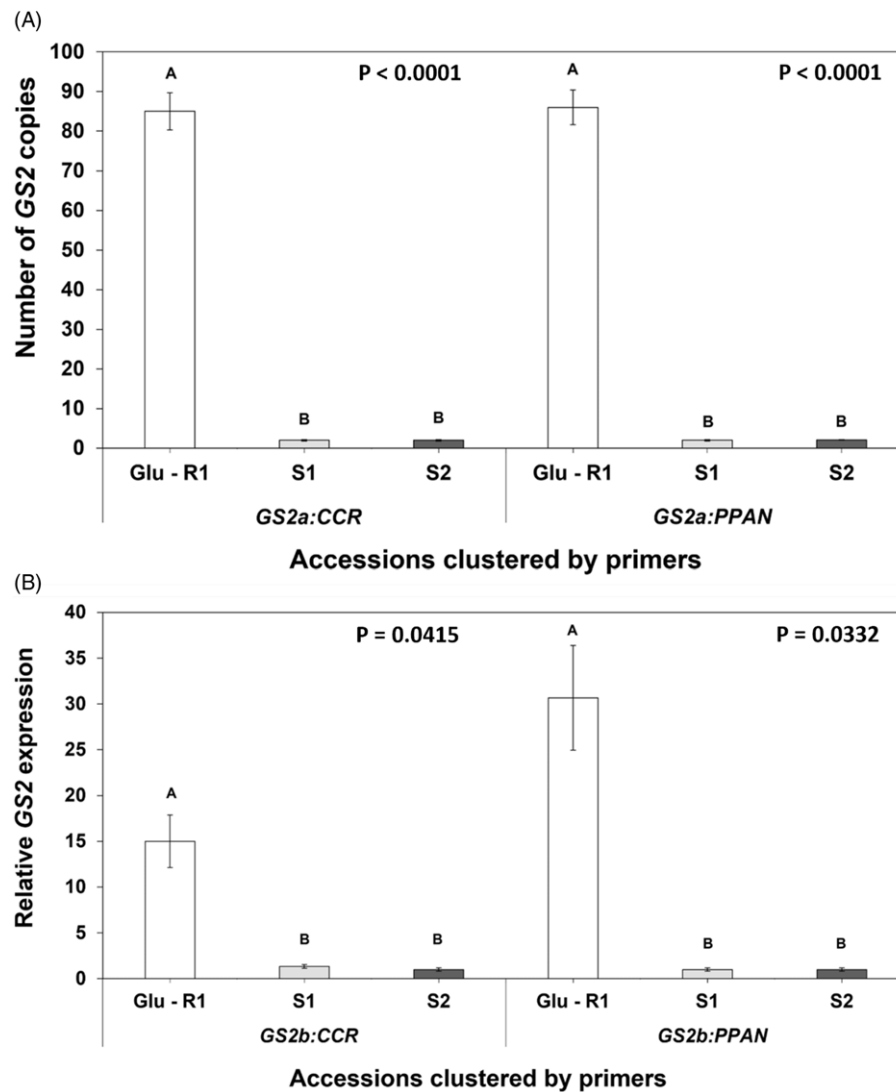 (A)
100
90
80
70
60
50
40
30
20
10
0
Number of GS2 copies
A
P < 0.0001
A
P < 0.0001
B
B
B
B
Glu - R1 S1 S2 Glu - R1 S1 S2
GS2a:CCR GS2a:PPAN
Accessions clustered by primers
(B)
40
35
30
25
20
15
10
5
0
Relative GS2 expression
P = 0.0415
A
P = 0.0332
A
B
B
B
B
Glu - R1 S1 S2 Glu - R1 S1 S2
GS2b:CCR GS2b:PPAN
Accessions clustered by primers